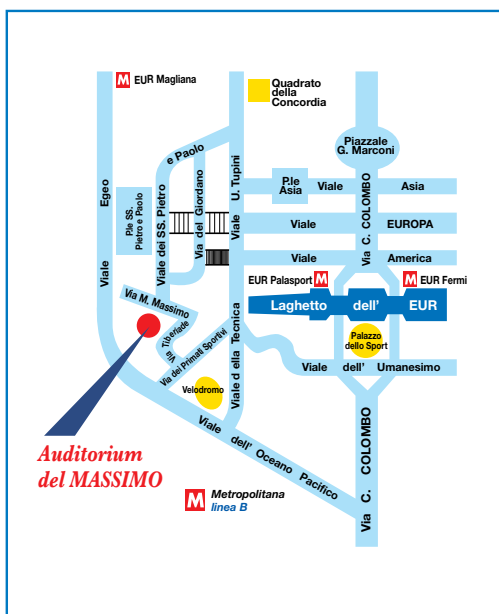 M EUR Magliana
Quadrato
della
Concordia
Piazzale
G. Marconi
e Paolo
Viale Egeo
P.le SS.
Pietro e Paolo
Viale dei SS. Pietro
Via del Giordano
Viale U. Tupini
P.le
Asia
Viale Asia
Viale EUROPA
Viale America
Via C. COLOMBO
EUR Palasport M
M EUR Fermi
Laghetto dell' EUR
Via M. Massimo
Via Tiberiade
Via dei Primati Sportivi
Viale d ella Tecnica
Palazzo
dello Sport
Viale dell' Umanesimo
Velodromo
Viale dell' Oceano Pacifico
Via C. COLOMBO
Auditorium
del MASSIMO
M Metropolitana
linea B